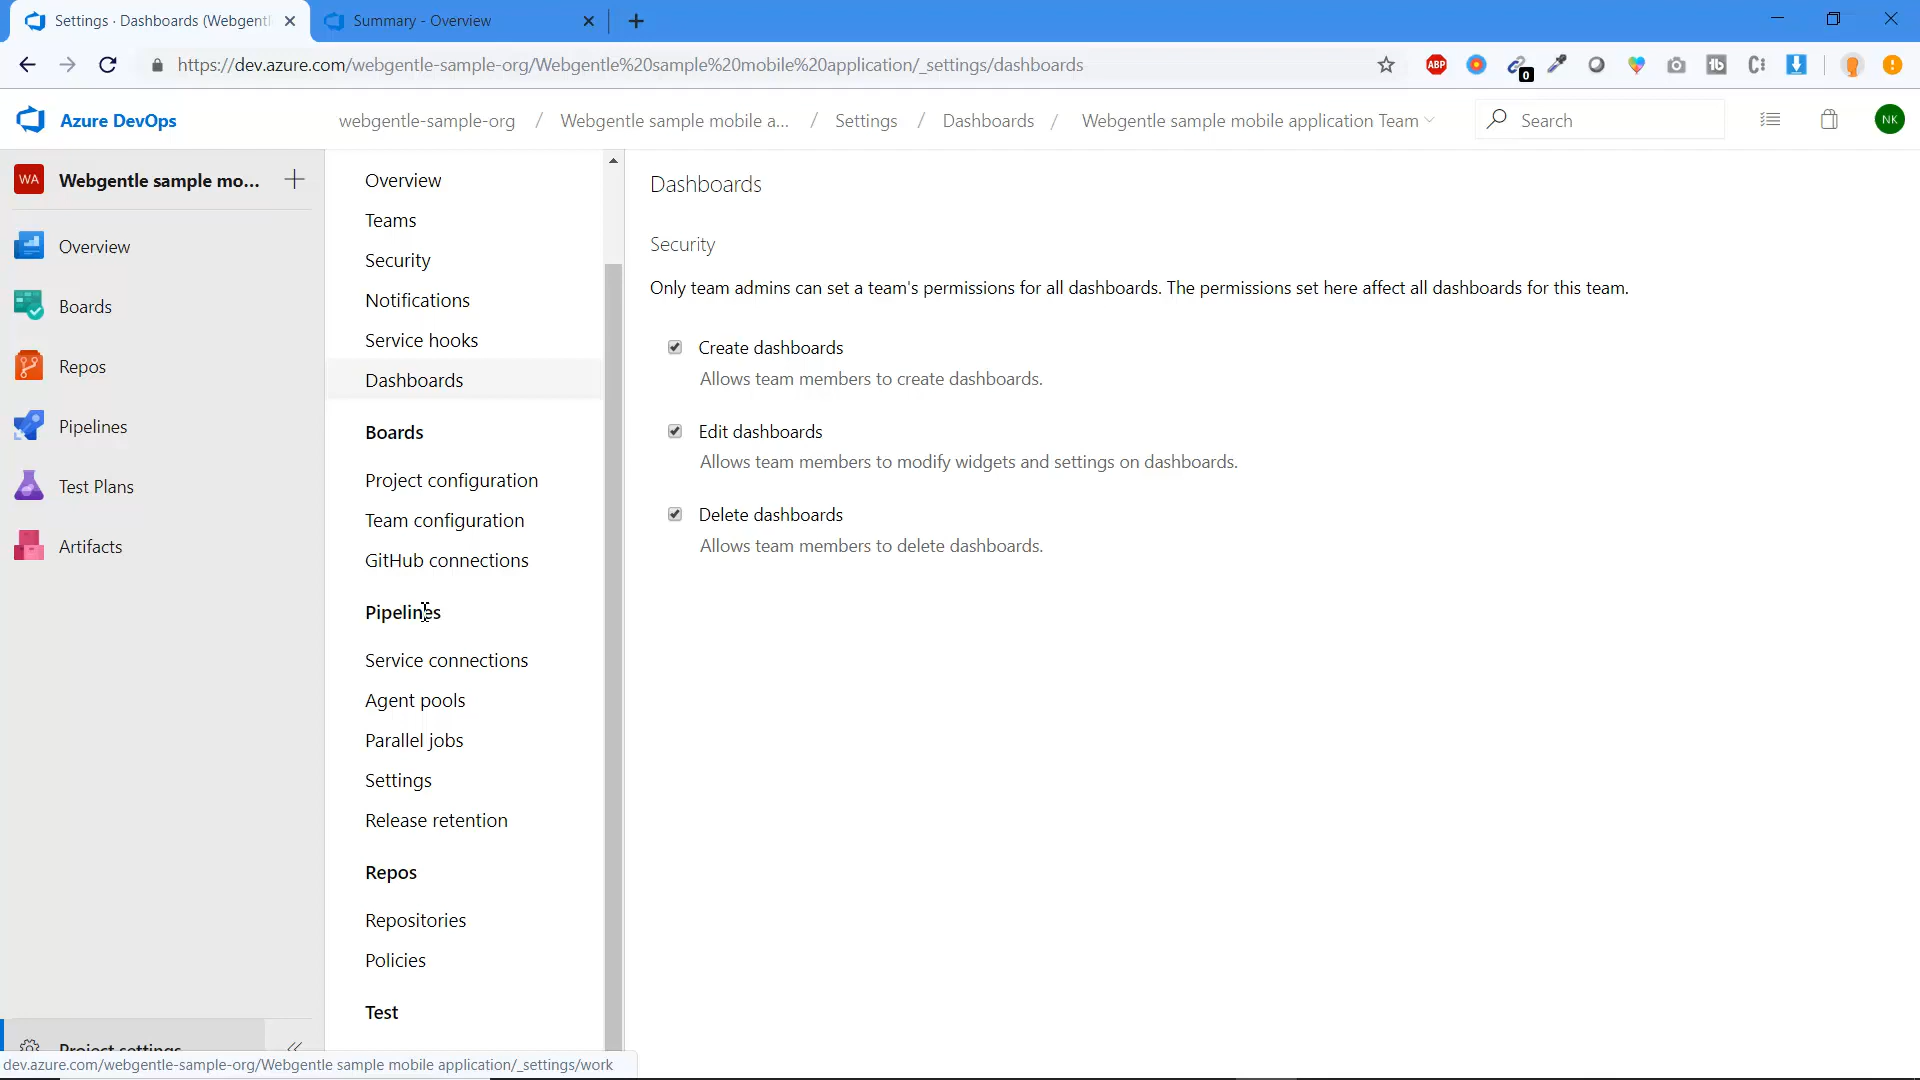 Settings · Dashboards (Webgentl
Summary - Overview
https://dev.azure.com/webgentle-sample-org/Webgentle%20sample%20mobile%20application/_settings/dashboards
ABP
0
1b
Azure DevOps
webgentle-sample-org / Webgentle sample mobile a... / Settings / Dashboards / Webgentle sample mobile application Team
Search
NK
WA
Webgentle sample mo...
Overview
Boards
Repos
Pipelines
Test Plans
Artifacts
Project settings
Overview
Teams
Security
Notifications
Service hooks
Dashboards
Boards
Project configuration
Team configuration
GitHub connections
Pipelines
Service connections
Agent pools
Parallel jobs
Settings
Release retention
Repos
Repositories
Policies
Test
Dashboards
Security
Only team admins can set a team's permissions for all dashboards. The permissions set here affect all dashboards for this team.
Create dashboards
Allows team members to create dashboards.
Edit dashboards
Allows team members to modify widgets and settings on dashboards.
Delete dashboards
Allows team members to delete dashboards.
dev.azure.com/webgentle-sample-org/Webgentle sample mobile application/_settings/work